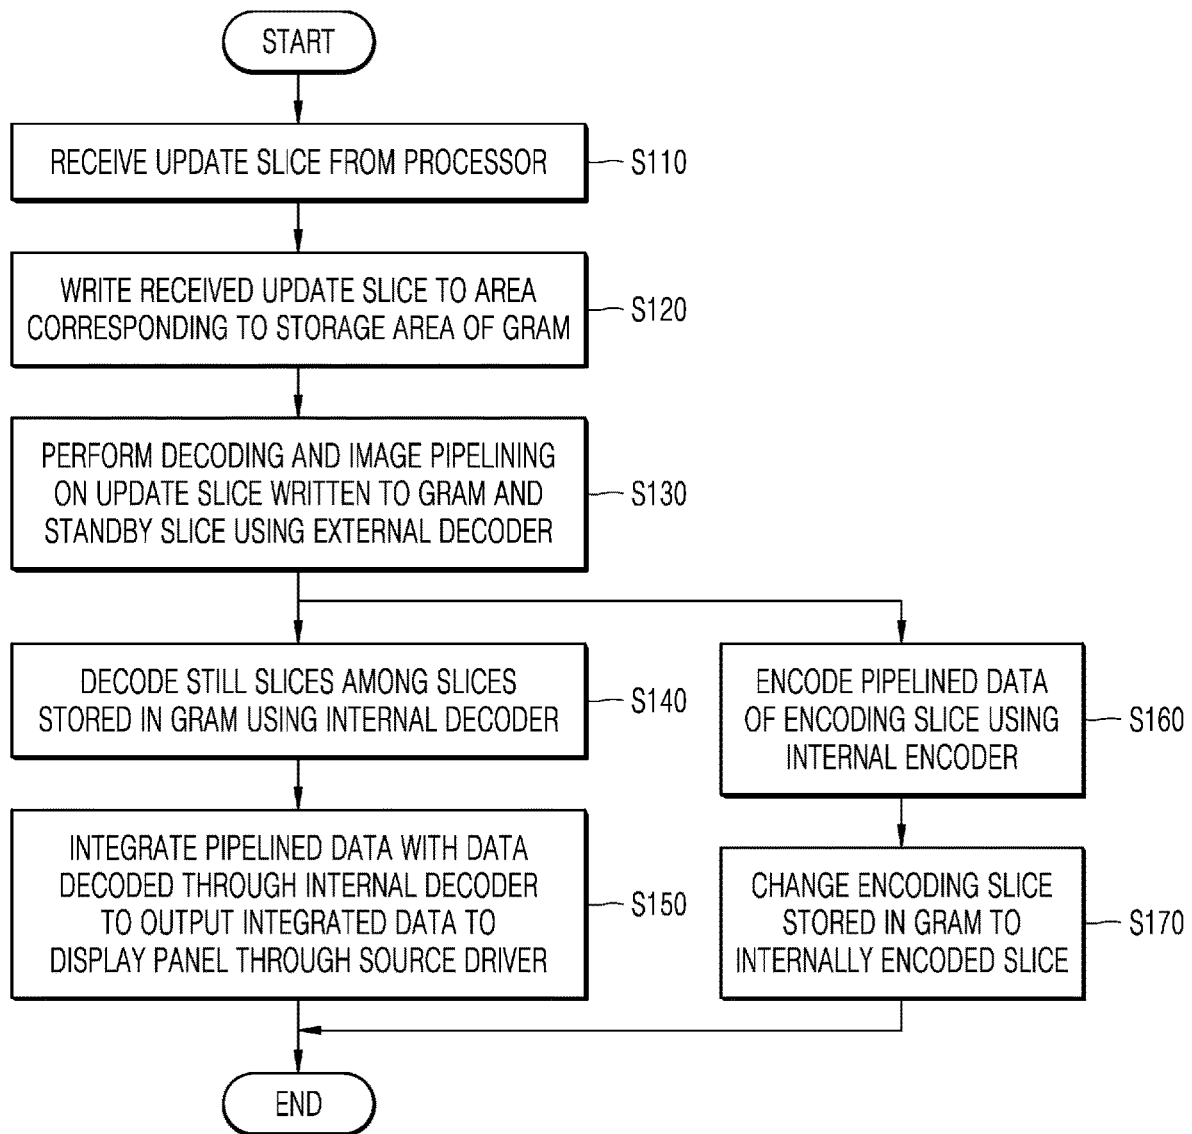 START
RECEIVE UPDATE SLICE FROM PROCESSOR
S110
WRITE RECEIVED UPDATE SLICE TO AREA
CORRESPONDING TO STORAGE AREA OF GRAM
S120
PERFORM DECODING AND IMAGE PIPELINING
ON UPDATE SLICE WRITTEN TO GRAM AND
STANDBY SLICE USING EXTERNAL DECODER
S130
DECODE STILL SLICES AMONG SLICES
STORED IN GRAM USING INTERNAL DECODER
S140
INTEGRATE PIPELINED DATA WITH DATA
DECODED THROUGH INTERNAL DECODER
TO OUTPUT INTEGRATED DATA TO
DISPLAY PANEL THROUGH SOURCE DRIVER
S150
ENCODE PIPELINED DATA
OF ENCODING SLICE USING
INTERNAL ENCODER
S160
CHANGE ENCODING SLICE
STORED IN GRAM TO
INTERNALLY ENCODED SLICE
S170
END